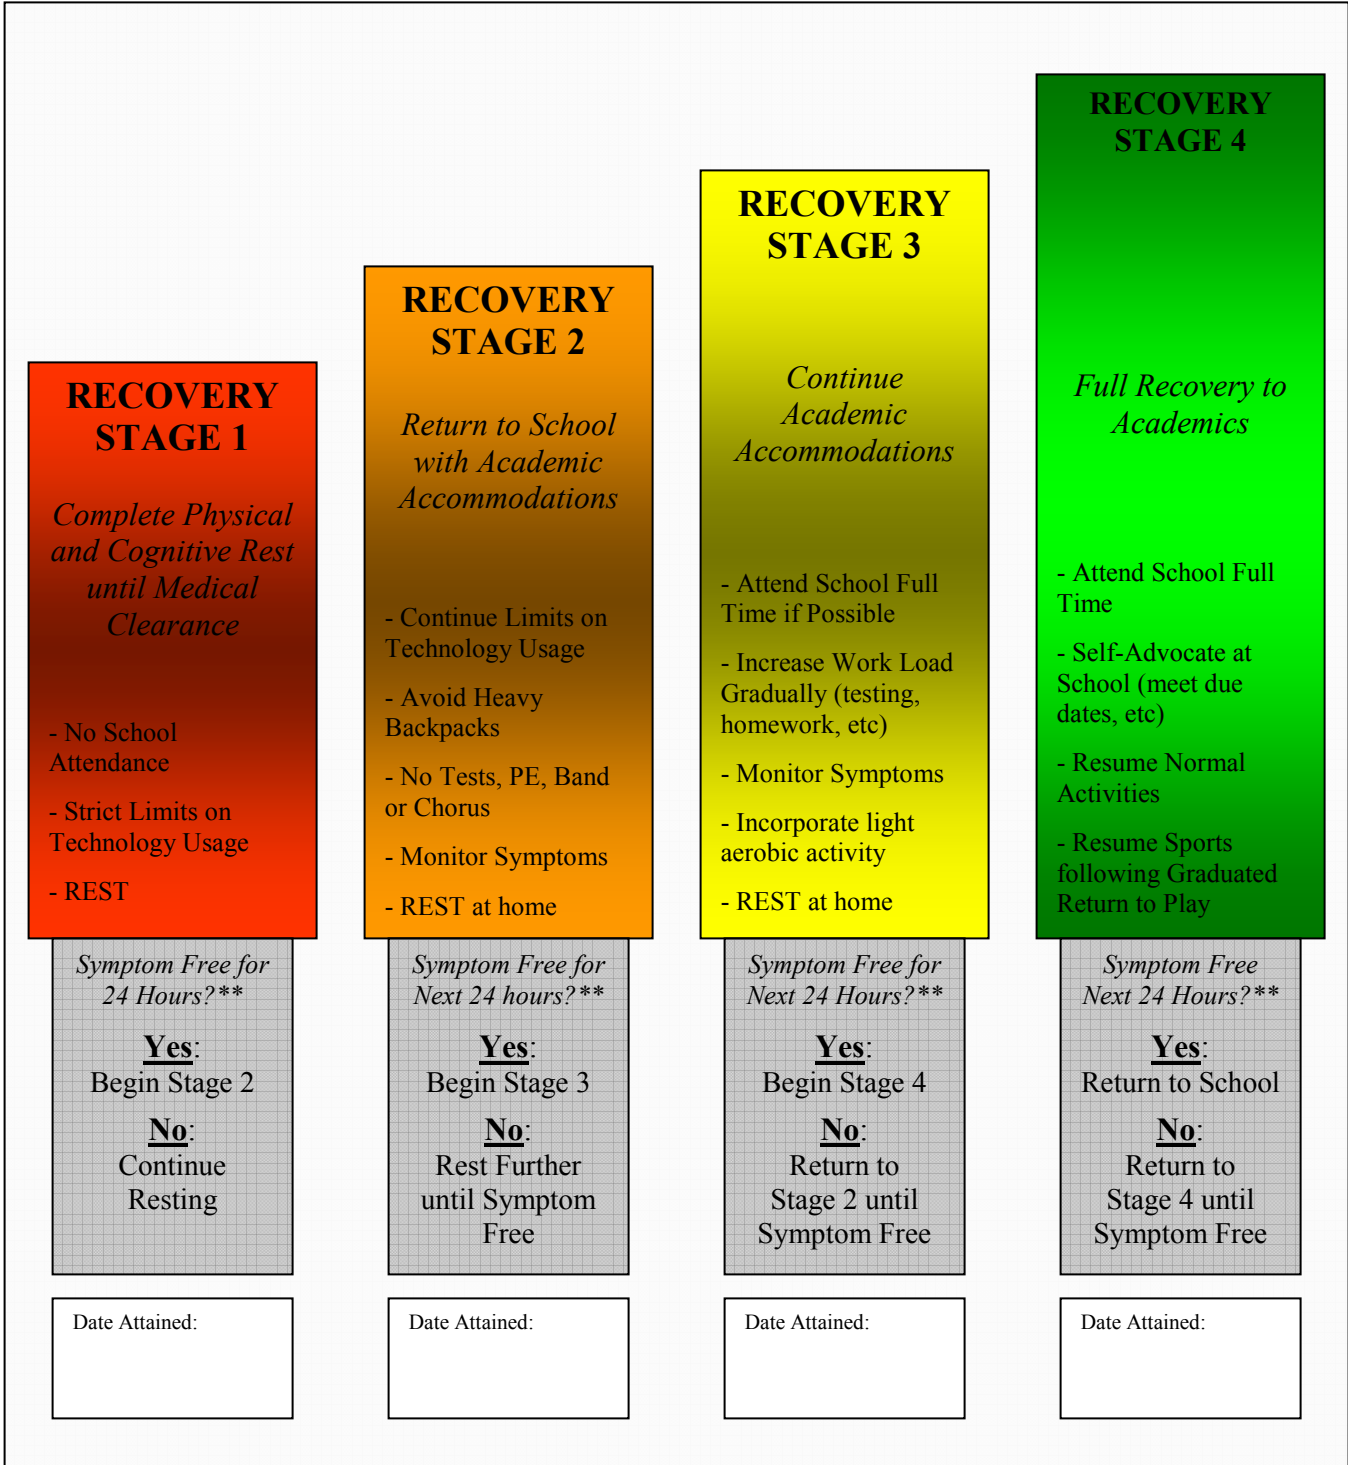 RECOVERY
STAGE 1
Complete Physical
and Cognitive Rest
until Medical
Clearance
- No School
Attendance
- Strict Limits on
Technology Usage
- REST
Symptom Free for
24 Hours?**
Yes:
Begin Stage 2
No:
Continue
Resting
Date Attained:
RECOVERY
STAGE 2
Return to School
with Academic
Accommodations
- Continue Limits on
Technology Usage
- Avoid Heavy
Backpacks
- No Tests, PE, Band
or Chorus
- Monitor Symptoms
- REST at home
Symptom Free for
Next 24 hours?**
Yes:
Begin Stage 3
No:
Rest Further
until Symptom
Free
Date Attained:
RECOVERY
STAGE 3
Continue
Academic
Accommodations
- Attend School Full
Time if Possible
- Increase Work Load
Gradually (testing,
homework, etc)
- Monitor Symptoms
- Incorporate light
aerobic activity
- REST at home
Symptom Free for
Next 24 Hours?**
Yes:
Begin Stage 4
No:
Return to
Stage 2 until
Symptom Free
Date Attained:
RECOVERY
STAGE 4
Full Recovery to
Academics
- Attend School Full
Time
- Self-Advocate at
School (meet due
dates, etc)
- Resume Normal
Activities
- Resume Sports
following Graduated
Return to Play
Symptom Free
Next 24 Hours?**
Yes:
Return to School
No:
Return to
Stage 4 until
Symptom Free
Date Attained: